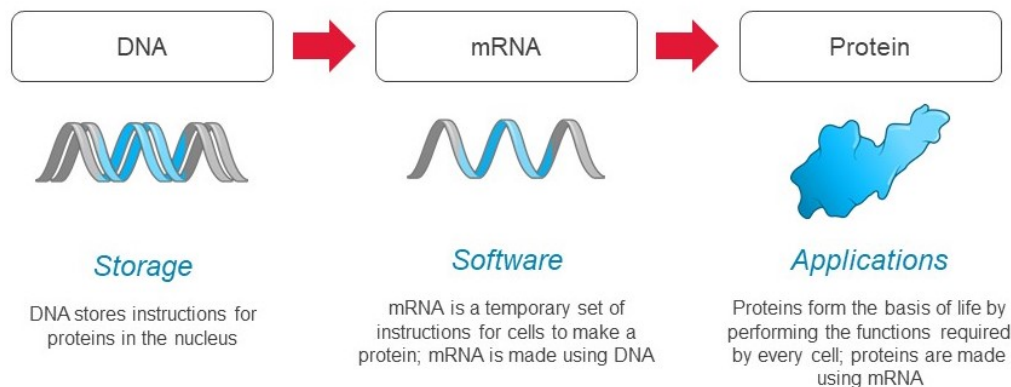 DNA
mRNA
Protein
Storage
Software
Applications
DNA stores instructions for
proteins in the nucleus
mRNA is a temporary set of
instructions for cells to make a
protein; mRNA is made using DNA
Proteins form the basis of life by
performing the functions required
by every cell; proteins are made
using mRNA